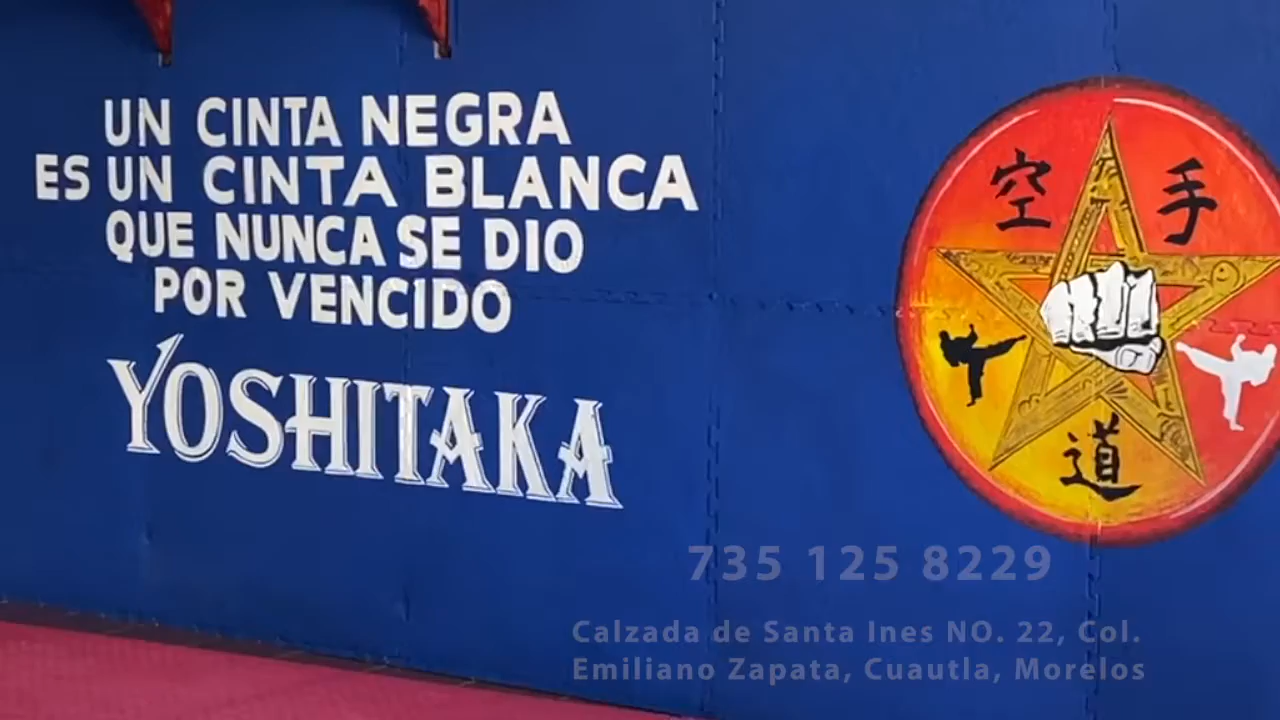 UN CINTA NEGRA
ES UN CINTA BLANCA
QUE NUNCA SE DIO
POR VENCIDO
YOSHITAKA
空 手
道
735 125 8229
Calzada de Santa Ines NO. 22, Col.
Emiliano Zapata, Cuautla, Morelos